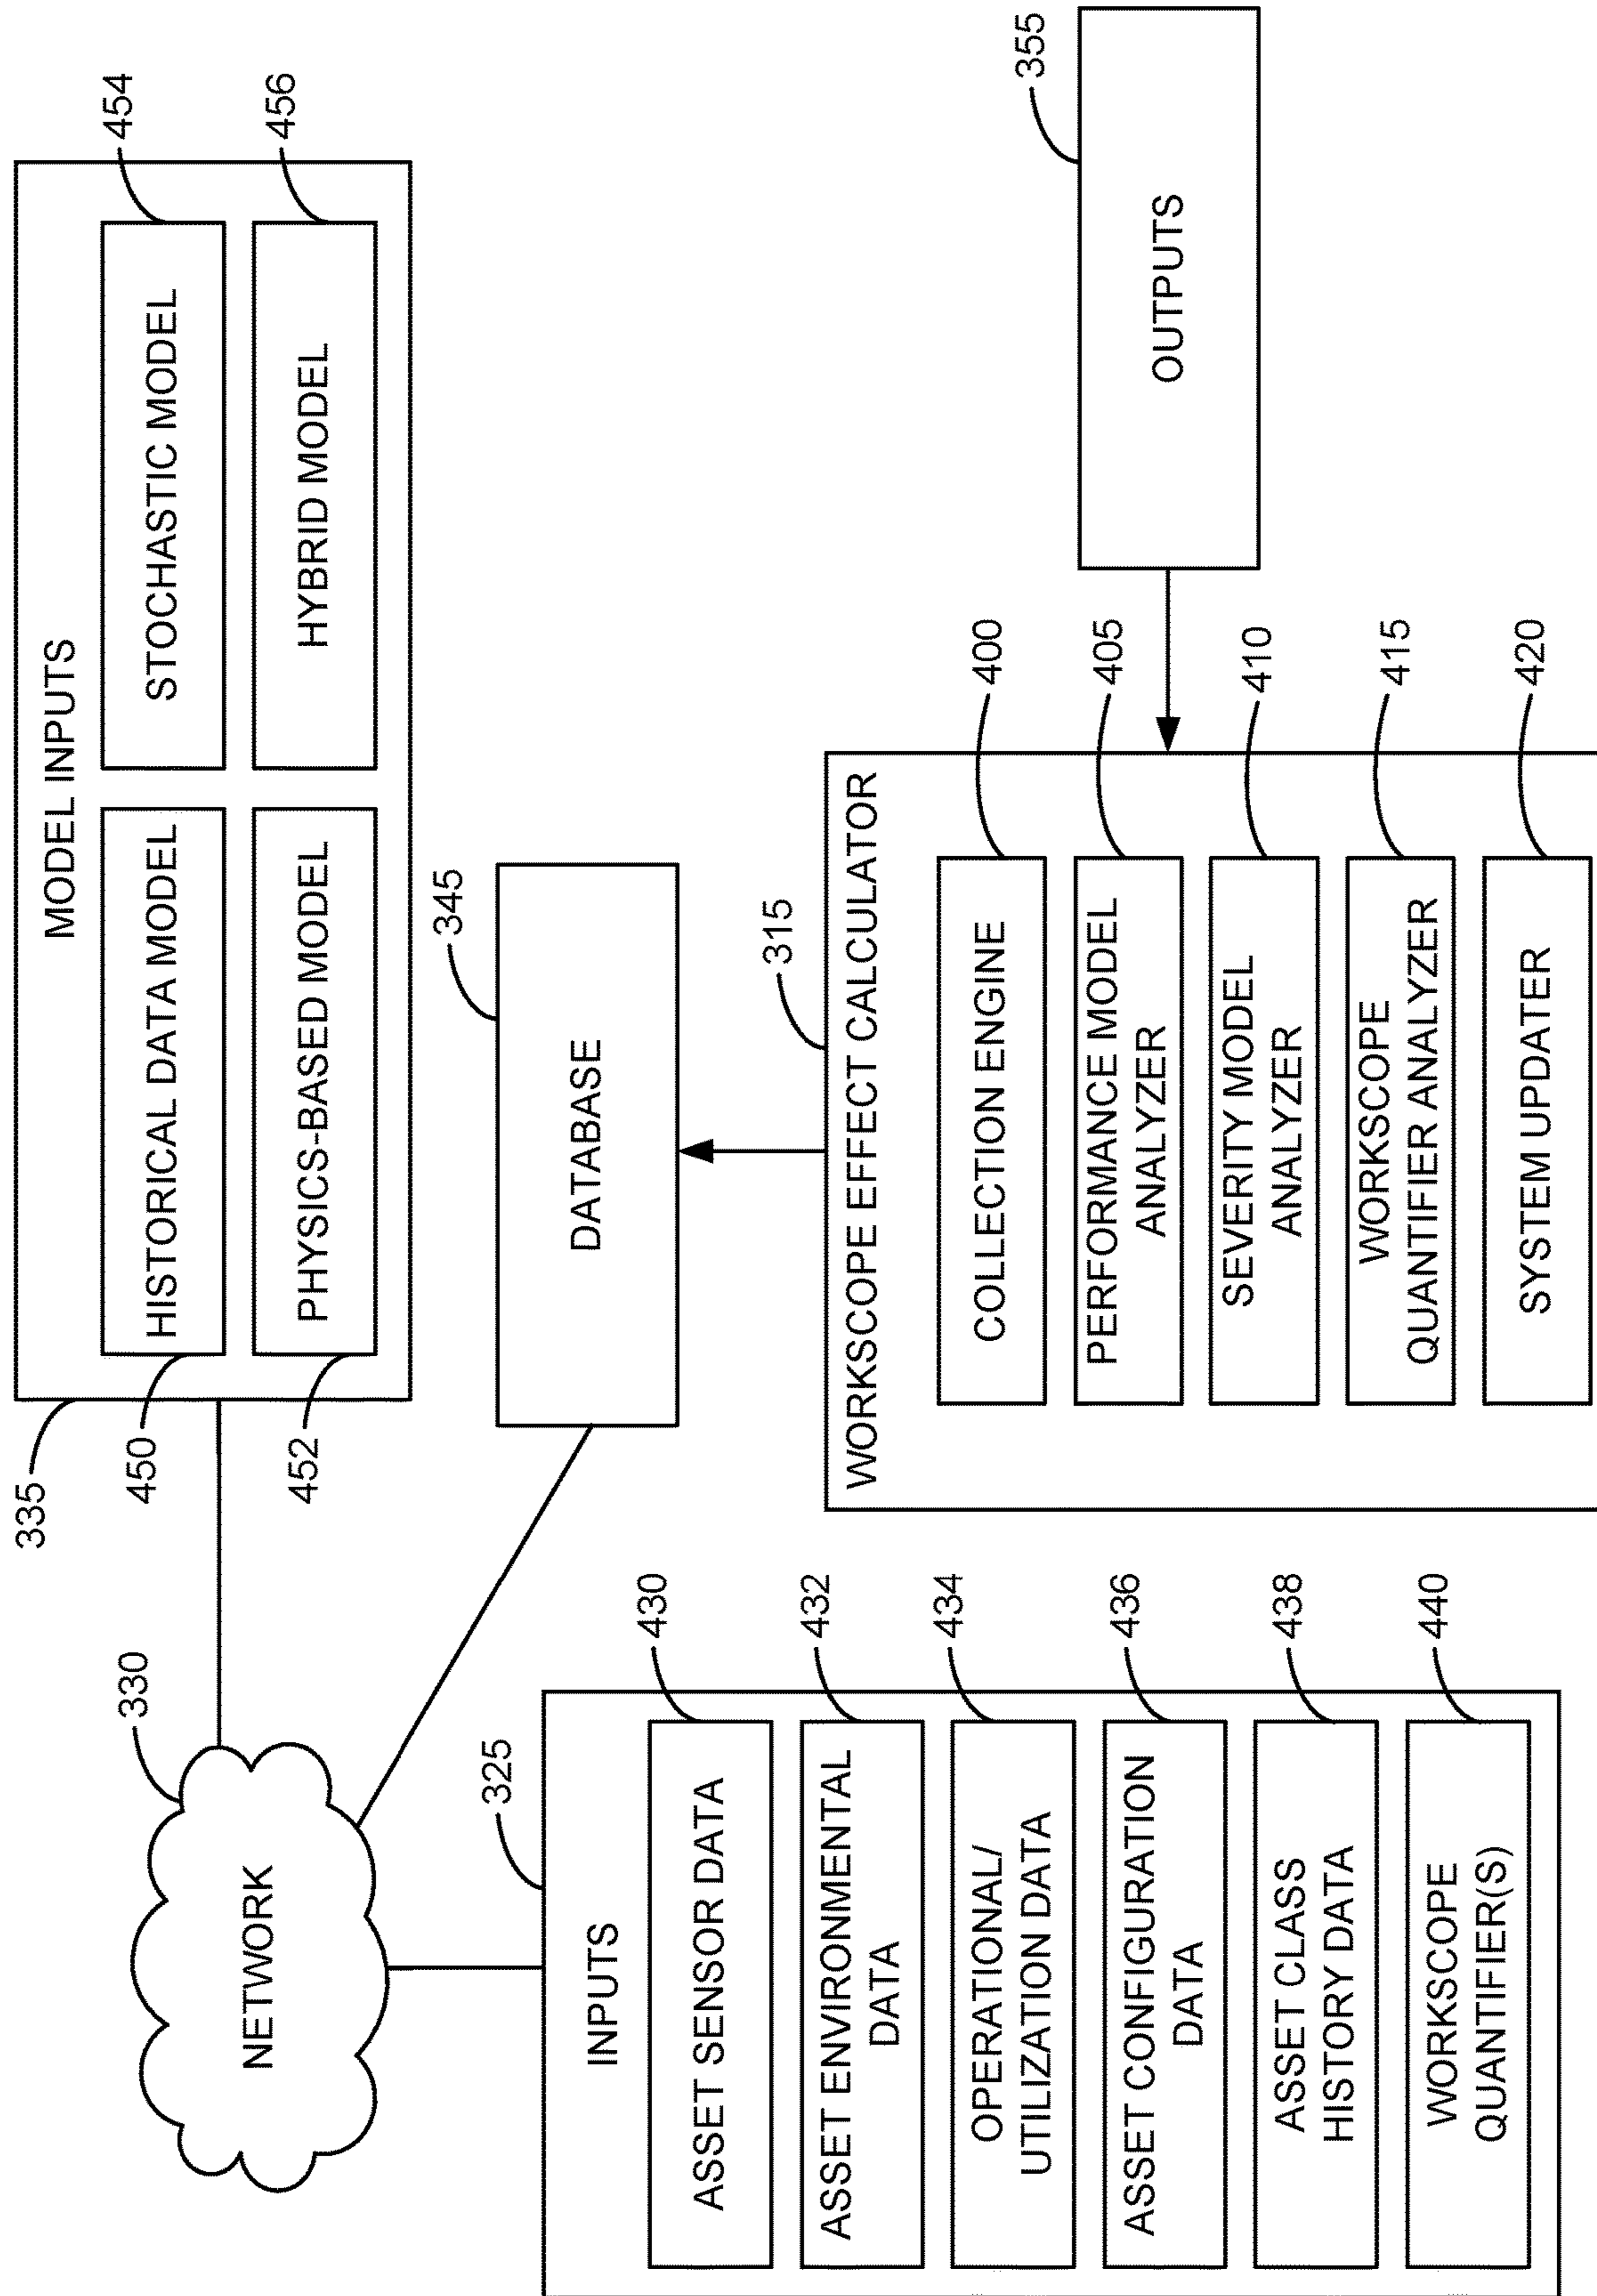 MODEL INPUTS
335
HISTORICAL DATA MODEL
450
STOCHASTIC MODEL
454
PHYSICS-BASED MODEL
452
HYBRID MODEL
456
NETWORK
330
DATABASE
345
INPUTS
325
ASSET SENSOR DATA
430
ASSET ENVIRONMENTAL
DATA
432
OPERATIONAL/
UTILIZATION DATA
434
ASSET CONFIGURATION
DATA
436
ASSET CLASS
HISTORY DATA
438
WORKSCOPE
QUANTIFIER(S)
440
WORKSCOPE EFFECT CALCULATOR
315
COLLECTION ENGINE
400
PERFORMANCE MODEL
ANALYZER
405
SEVERITY MODEL
ANALYZER
410
WORKSCOPE
QUANTIFIER ANALYZER
415
SYSTEM UPDATER
420
OUTPUTS
355